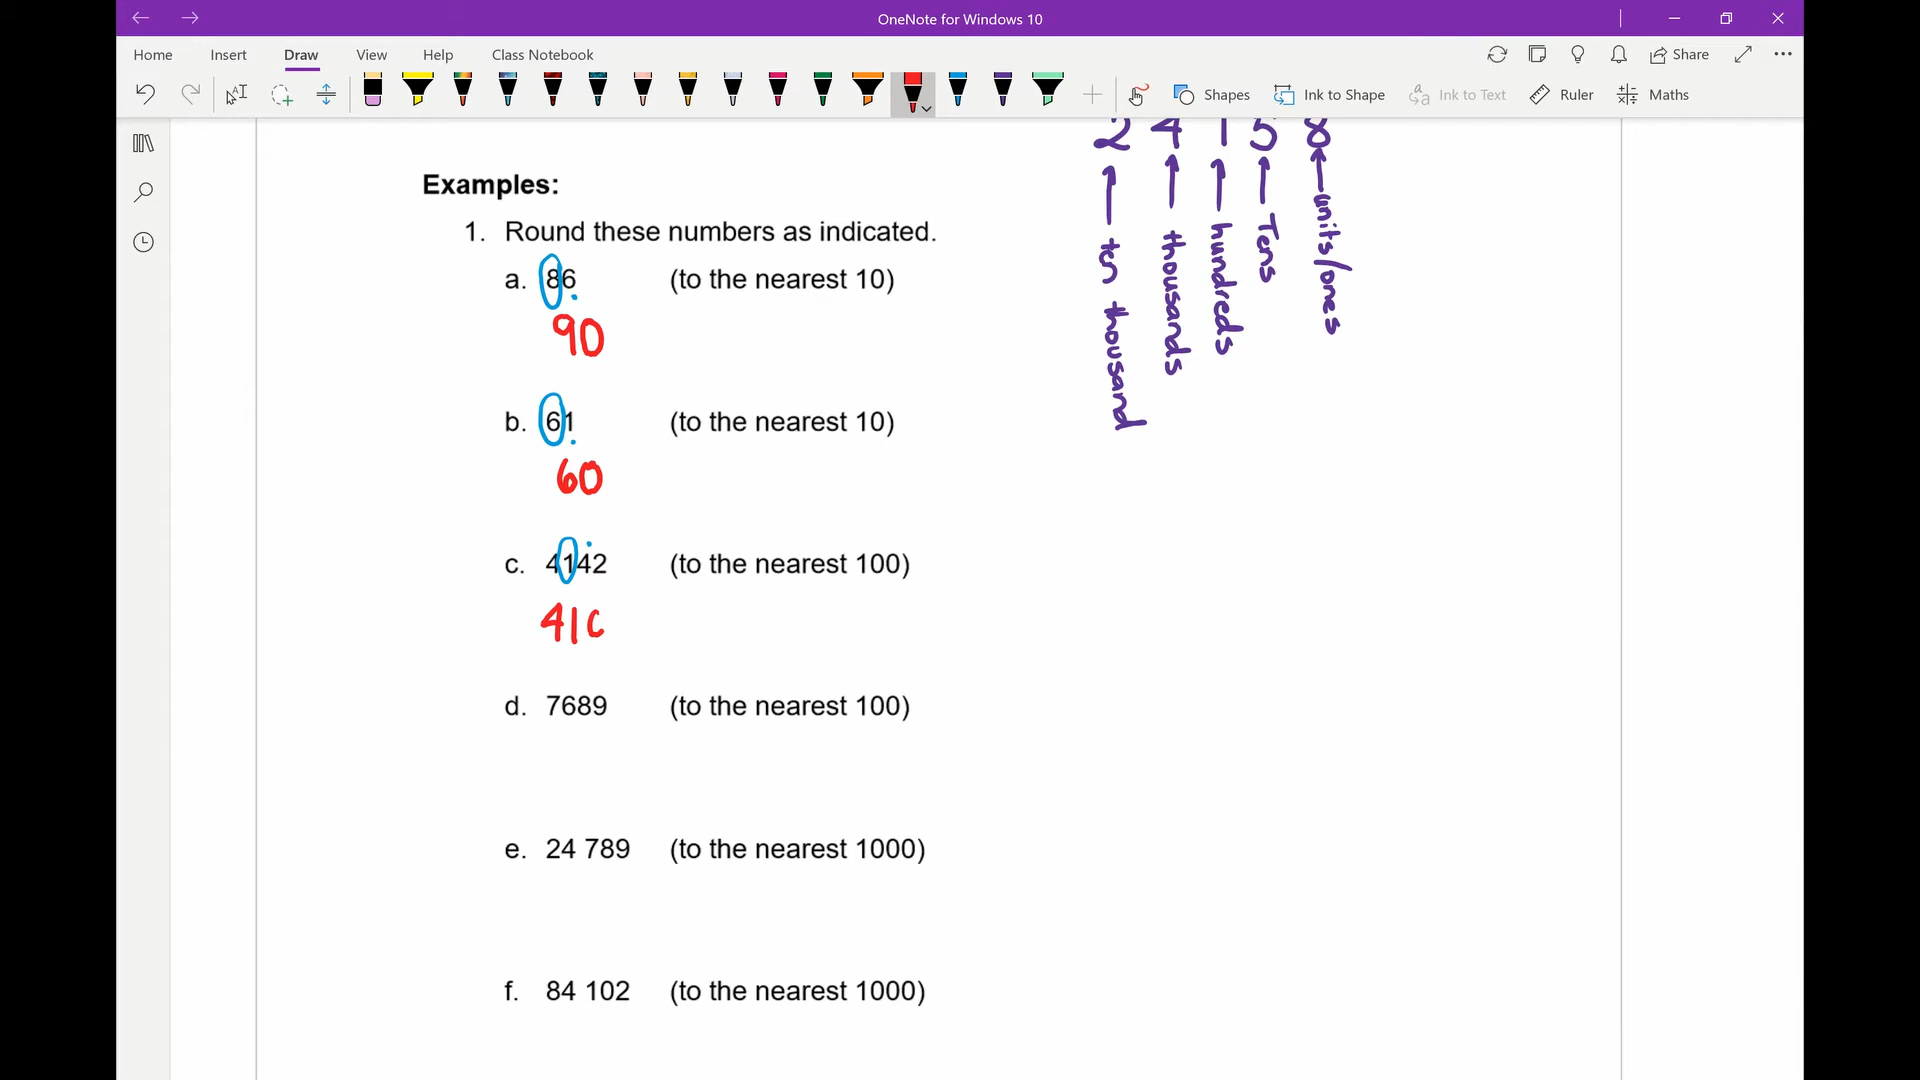 OneNote for Windows 10
Home Insert Draw View Help Class Notebook Share
Shapes Ink to Shape Ink to Text Ruler Maths
2 4 1 5 8
ten thousand
thousands
hundreds
Tens
units/ones
Examples:
1. Round these numbers as indicated.
a. 86 (to the nearest 10)
90
b. 61 (to the nearest 10)
60
c. 4142 (to the nearest 100)
41
d. 7689 (to the nearest 100)
e. 24 789 (to the nearest 1000)
f. 84 102 (to the nearest 1000)